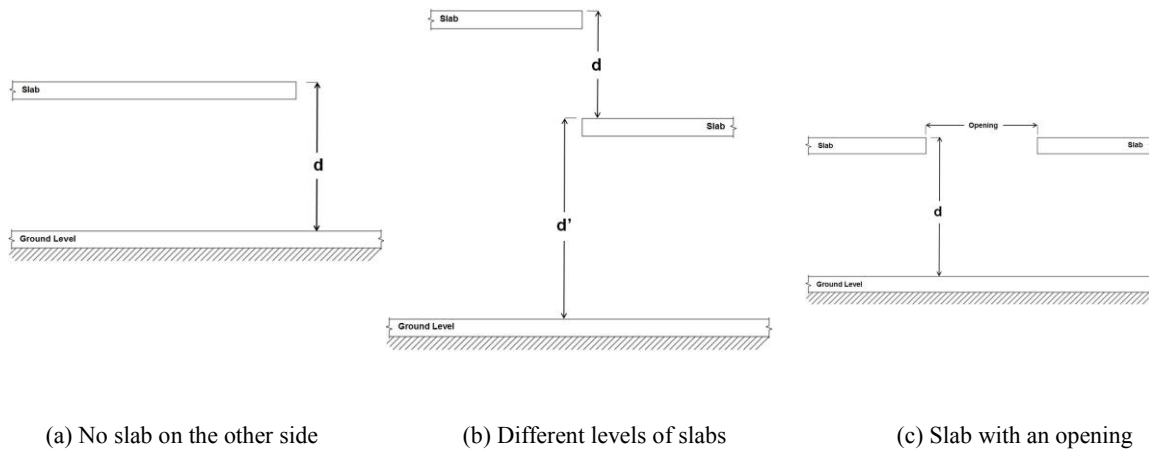 Slab
d
Ground Level
Slab
d
Slab
d'
Ground Level
Opening
Slab
Slab
d
Ground Level
(a) No slab on the other side
(b) Different levels of slabs
(c) Slab with an opening